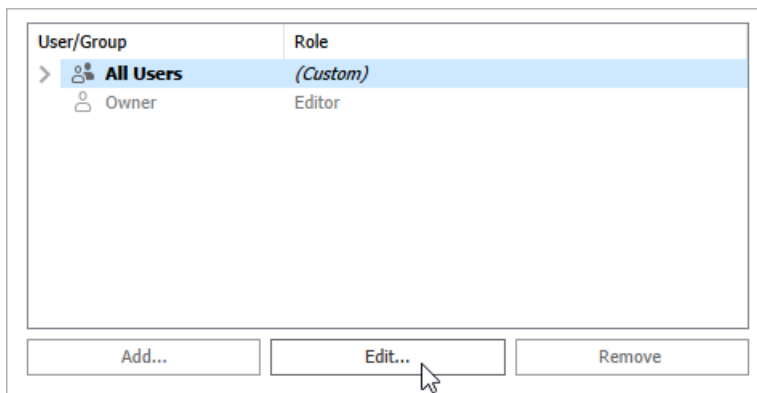 User/Group Role
All Users (Custom)
Owner Editor
Add... Edit... Remove